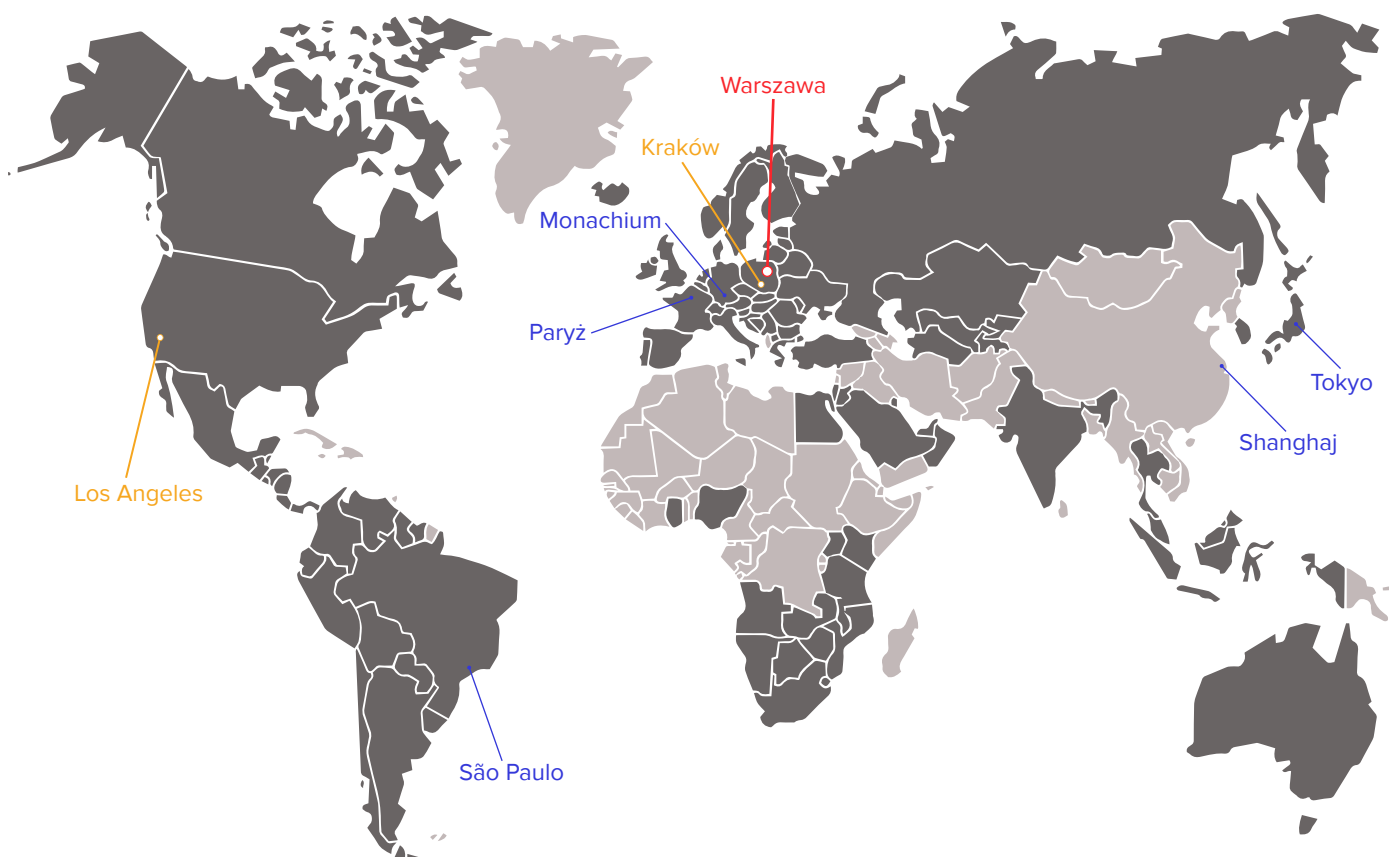 Warszawa
Kraków
Monachium
Paryż
Tokyo
Shanghaj
Los Angeles
São Paulo